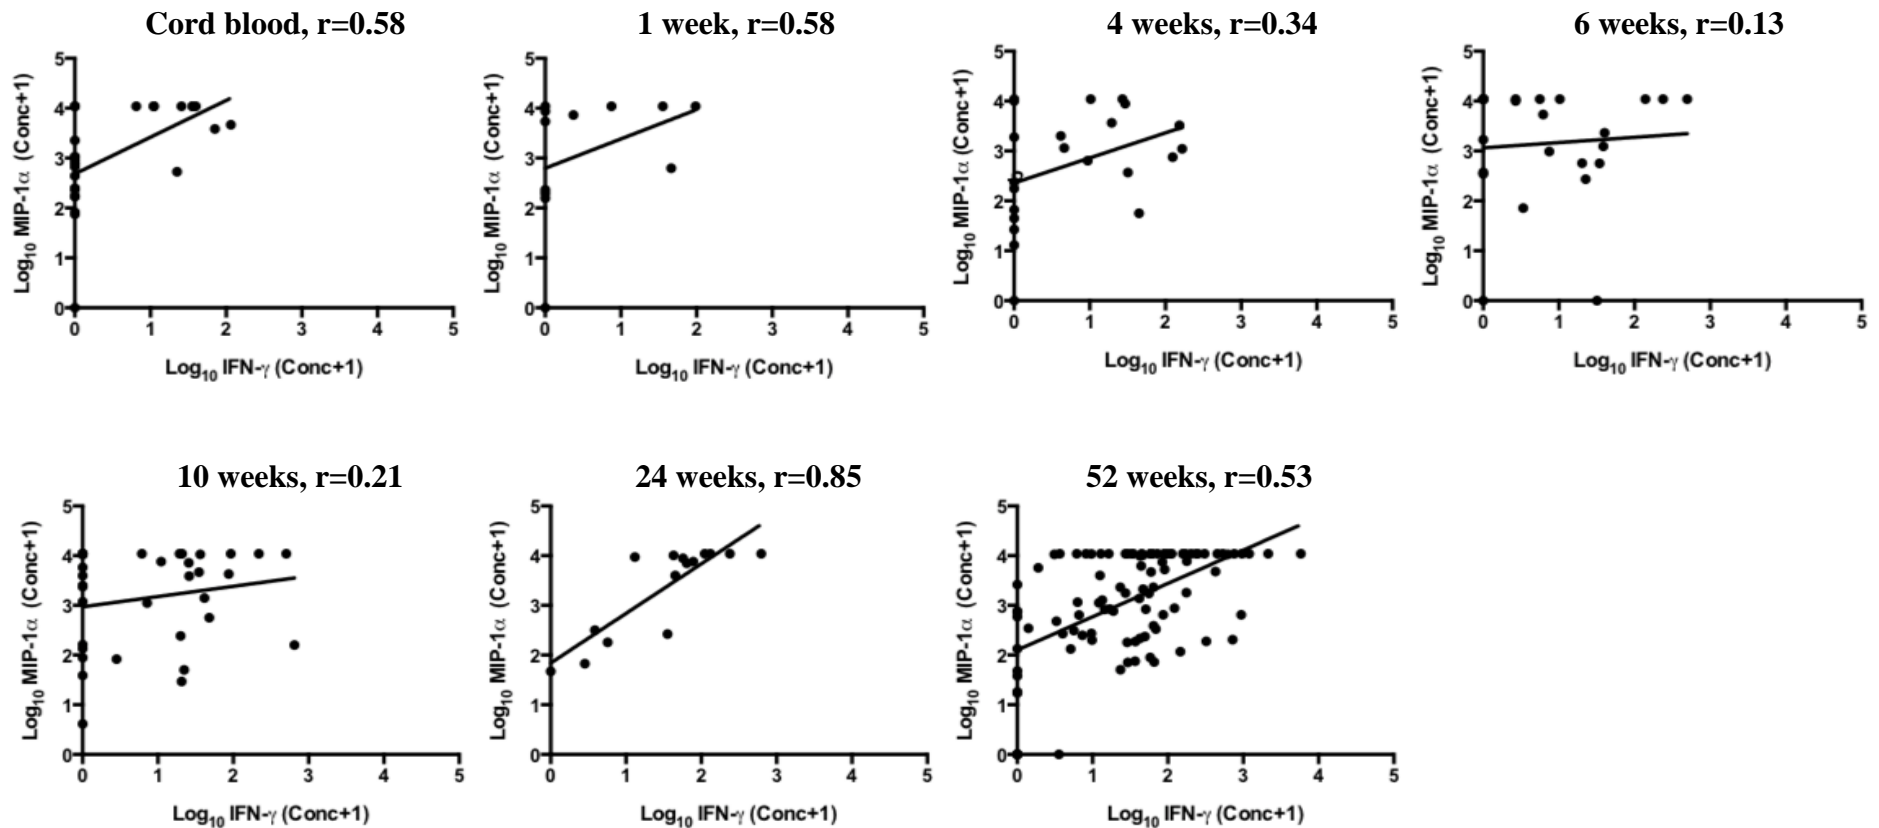 Cord blood, r=0.58
5
4
3
2
1
0
Log10 MIP-1α (Conc+1)
0 1 2 3 4 5
Log10 IFN-γ (Conc+1)
1 week, r=0.58
5
4
3
2
1
0
Log10 MIP-1α (Conc+1)
0 1 2 3 4 5
Log10 IFN-γ (Conc+1)
4 weeks, r=0.34
5
4
3
2
1
0
Log10 MIP-1α (Conc+1)
0 1 2 3 4 5
Log10 IFN-γ (Conc+1)
6 weeks, r=0.13
5
4
3
2
1
0
Log10 MIP-1α (Conc+1)
0 1 2 3 4 5
Log10 IFN-γ (Conc+1)
10 weeks, r=0.21
5
4
3
2
1
0
Log10 MIP-1α (Conc+1)
0 1 2 3 4 5
Log10 IFN-γ (Conc+1)
24 weeks, r=0.85
5
4
3
2
1
0
Log10 MIP-1α (Conc+1)
0 1 2 3 4 5
Log10 IFN-γ (Conc+1)
52 weeks, r=0.53
5
4
3
2
1
0
Log10 MIP-1α (Conc+1)
0 1 2 3 4 5
Log10 IFN-γ (Conc+1)